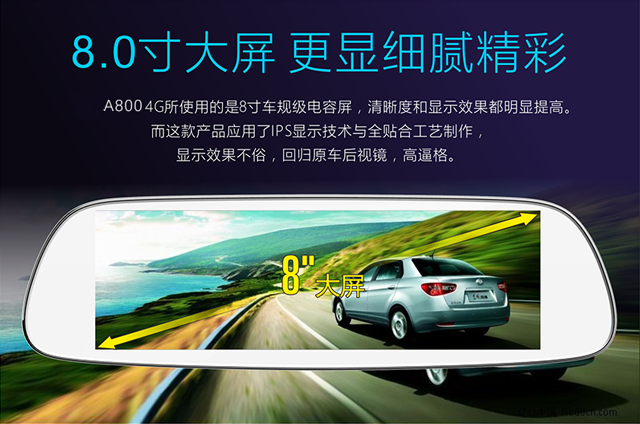 8.0寸大屏 更显细腻精彩
A800 4G所使用的是8寸车规级电容屏，清晰度和显示效果都明显提高。
而这款产品应用了IPS显示技术与全贴合工艺制作，
显示效果不俗，回归原车后视镜，高逼格。
8"大屏